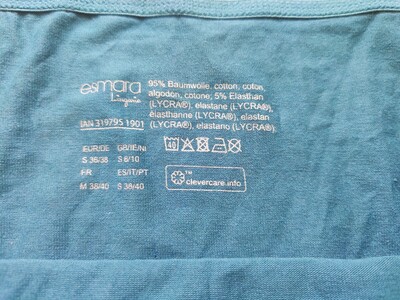 esmara
Lingerie
IAN 319795 1901
95% Baumwolle, cotton, coton,
algodon, cotone; 5% Elasthan
(LYCRA®), elastane (LYCRA®),
élasthanne (LYCRA®), elastan
(LYCRA®), elastano (LYCRA®);
40
EUR/DE GB/IE/NI
S 36/38 S 6/10
FR ES/IT/PT
M 38/40 S 38/40
™
clevercare.info